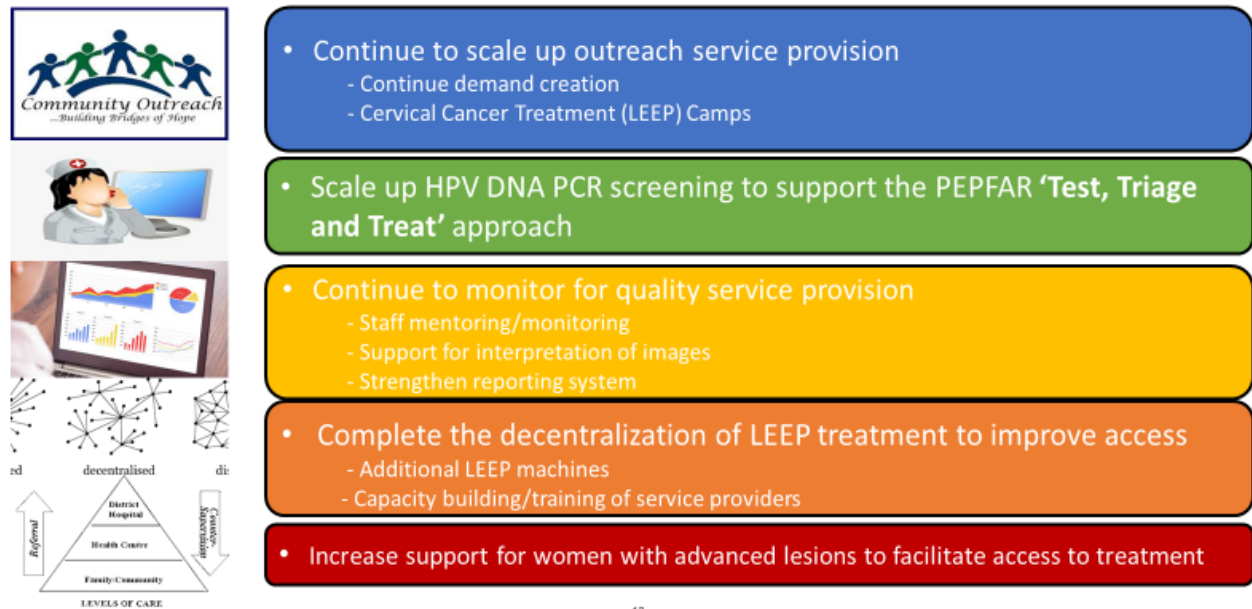 Community Outreach
...Building Bridges of Hope
• Continue to scale up outreach service provision
- Continue demand creation
- Cervical Cancer Treatment (LEEP) Camps
• Scale up HPV DNA PCR screening to support the PEPFAR ‘Test, Triage
and Treat’ approach
• Continue to monitor for quality service provision
- Staff mentoring/monitoring
- Support for interpretation of images
- Strengthen reporting system
• Complete the decentralization of LEEP treatment to improve access
- Additional LEEP machines
- Capacity building/training of service providers
• Increase support for women with advanced lesions to facilitate access to treatment
ed
decentralised
di
Referral
District
Hospital
Health Centre
Family/Community
Counter-
Supervision
LEVELS OF CARE